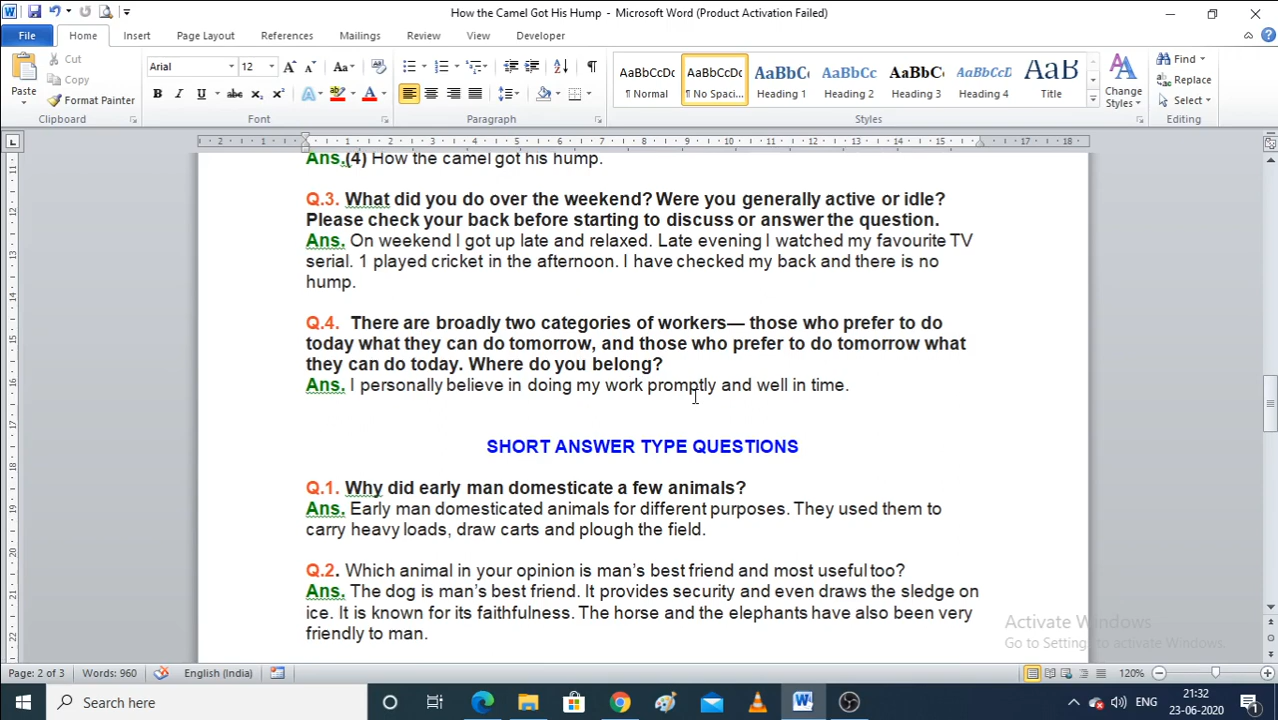 How the Camel Got His Hump - Microsoft Word (Product Activation Failed)
File Home Insert Page Layout References Mailings Review View Developer
Cut
Copy
Format Painter
Paste
Clipboard
Arial 12
Font
Paragraph
AaBbCcDc AaBbCcDc AaBbCc AaBbCc AaBbCc AaBbCcDc AaB
¶ Normal ¶ No Spaci... Heading 1 Heading 2 Heading 3 Heading 4 Title
Styles
Change Styles
Find
Replace
Select
Editing
Ans.(4) How the camel got his hump.
Q.3. What did you do over the weekend? Were you generally active or idle?
Please check your back before starting to discuss or answer the question.
Ans. On weekend I got up late and relaxed. Late evening I watched my favourite TV
serial. 1 played cricket in the afternoon. I have checked my back and there is no
hump.
Q.4. There are broadly two categories of workers— those who prefer to do
today what they can do tomorrow, and those who prefer to do tomorrow what
they can do today. Where do you belong?
Ans. I personally believe in doing my work promptly and well in time.
SHORT ANSWER TYPE QUESTIONS
Q.1. Why did early man domesticate a few animals?
Ans. Early man domesticated animals for different purposes. They used them to
carry heavy loads, draw carts and plough the field.
Q.2. Which animal in your opinion is man’s best friend and most useful too?
Ans. The dog is man’s best friend. It provides security and even draws the sledge on
ice. It is known for its faithfulness. The horse and the elephants have also been very
friendly to man.
Activate Windows
Go to Settings to activate Windows.
Page: 2 of 3 Words: 960 English (India) 120%
Search here
ENG
21:32
23-06-2020